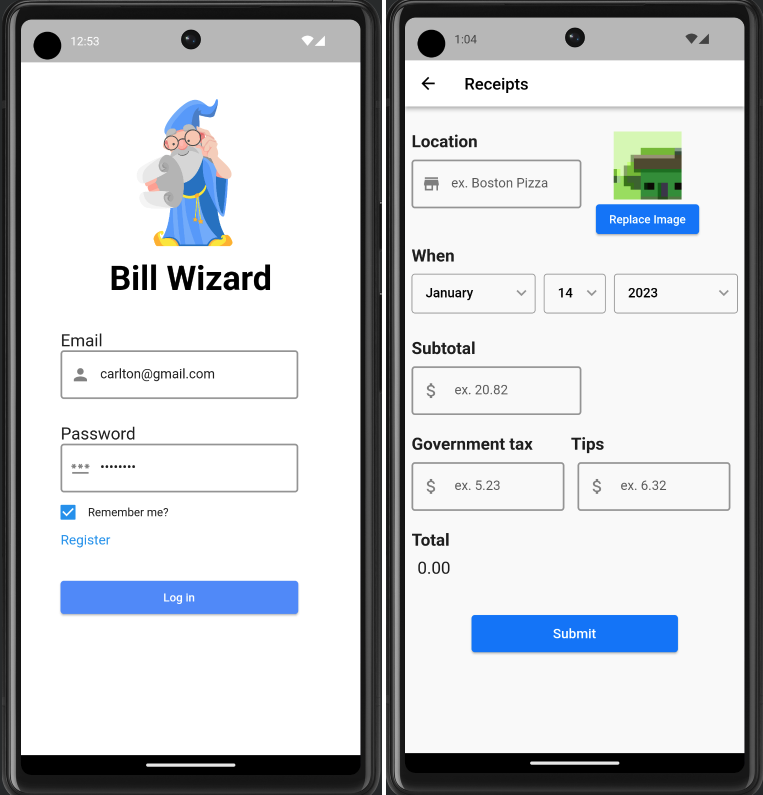 12:53
Bill Wizard
Email
carlton@gmail.com
Password
***
••••••••
Remember me?
Register
Log in
1:04
Receipts
Location
ex. Boston Pizza
Replace Image
When
January 14 2023
Subtotal
$ ex. 20.82
Government tax Tips
$ ex. 5.23 $ ex. 6.32
Total
0.00
Submit